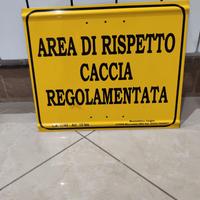 AREA DI RISPETTO
CACCIA
REGOLAMENTATA